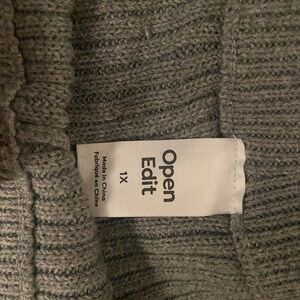 Open
Edit
1X
Made in China
Fabriqué en Chine